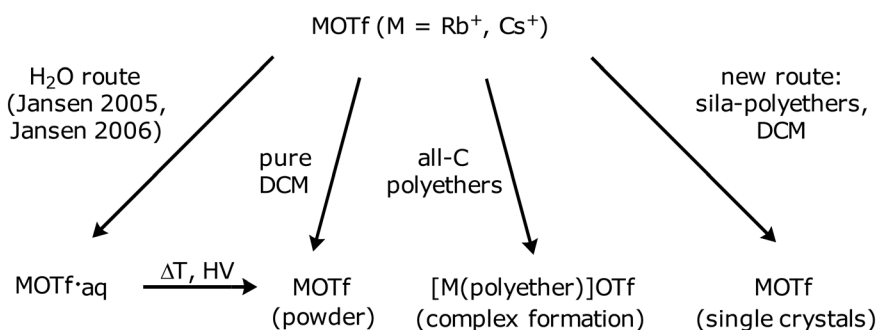 MOTf (M = Rb⁺, Cs⁺)
H₂O route
(Jansen 2005,
Jansen 2006)
pure
DCM
all-C
polyethers
new route:
sila-polyethers,
DCM
MOTf·aq
ΔT, HV
MOTf
(powder)
[M(polyether)]OTf
(complex formation)
MOTf
(single crystals)